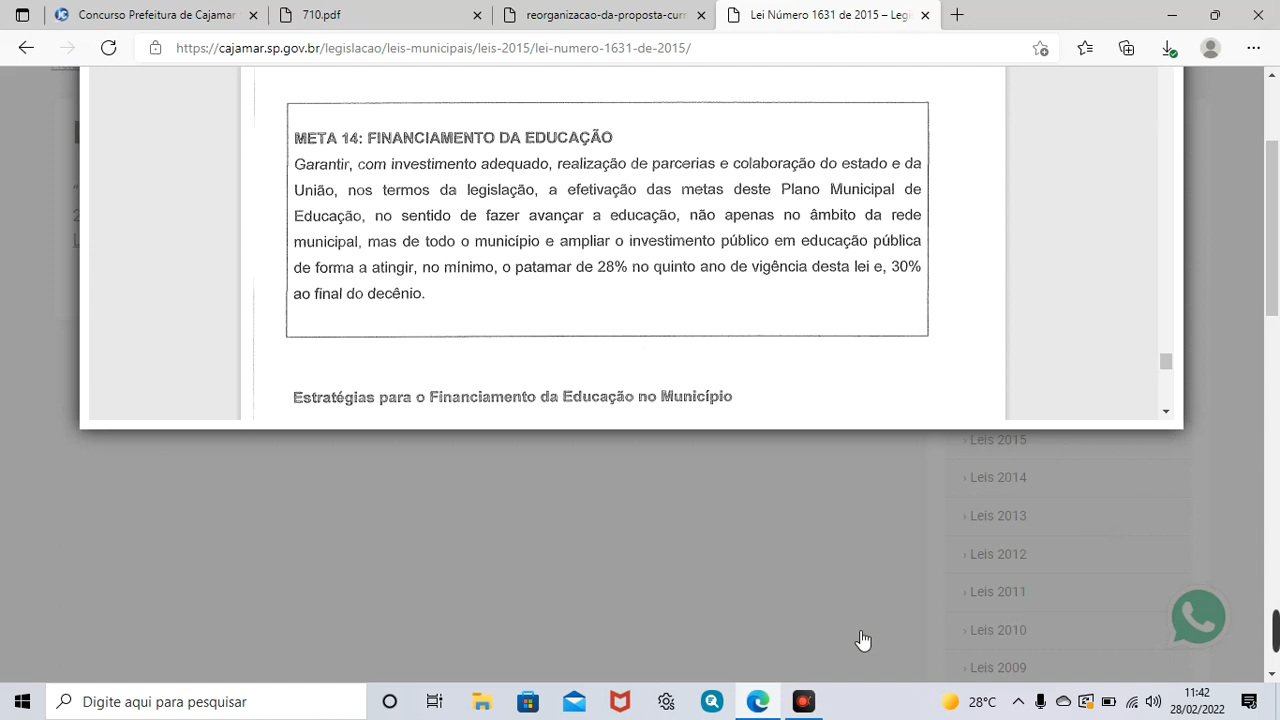 Concurso Prefeitura de Cajamar
710.pdf
reorganizacao-da-propost-curr
Lei Número 1631 de 2015 – Legi
https://cajamar.sp.gov.br/legislacao/leis-municipais/leis-2015/lei-numero-1631-de-2015/
META 14: FINANCIAMENTO DA EDUCAÇÃO
Garantir, com investimento adequado, realização de parcerias e colaboração do estado e da
União, nos termos da legislação, a efetivação das metas deste Plano Municipal de
Educação, no sentido de fazer avançar a educação, não apenas no âmbito da rede
municipal, mas de todo o município e ampliar o investimento público em educação pública
de forma a atingir, no mínimo, o patamar de 28% no quinto ano de vigência desta lei e, 30%
ao final do decênio.
Estratégias para o Financiamento da Educação no Município
› Leis 2015
› Leis 2014
› Leis 2013
› Leis 2012
› Leis 2011
› Leis 2010
› Leis 2009
Digite aqui para pesquisar
28°C
11:42
28/02/2022